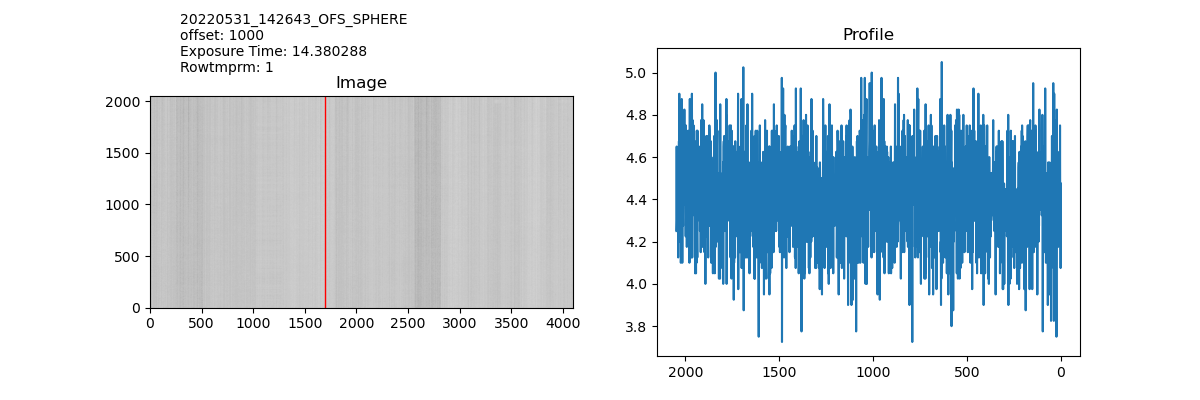 20220531_142643_OFS_SPHERE
offset: 1000
Exposure Time: 14.380288
Rowtmprm: 1
Image
2000
1500
1000
500
0
0 500 1000 1500 2000 2500 3000 3500 4000
Profile
5.0
4.8
4.6
4.4
4.2
4.0
3.8
2000 1500 1000 500 0